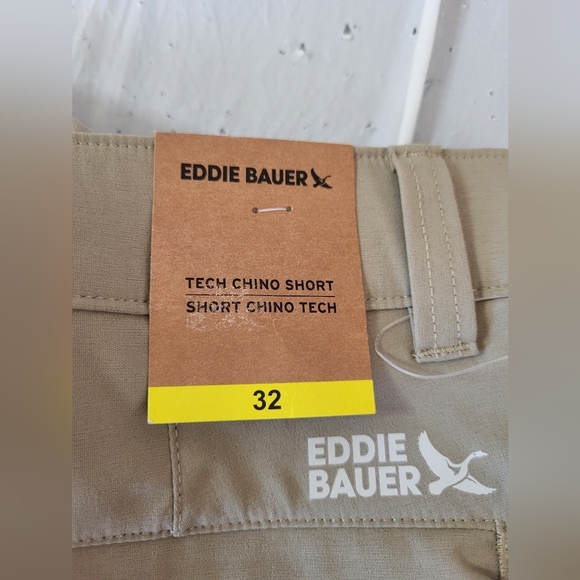 EDDIE BAUER
TECH CHINO SHORT
SHORT CHINO TECH
32
EDDIE
BAUER